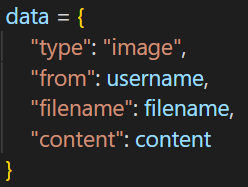 data = {
    "type": "image",
    "from": username,
    "filename": filename,
    "content": content
}